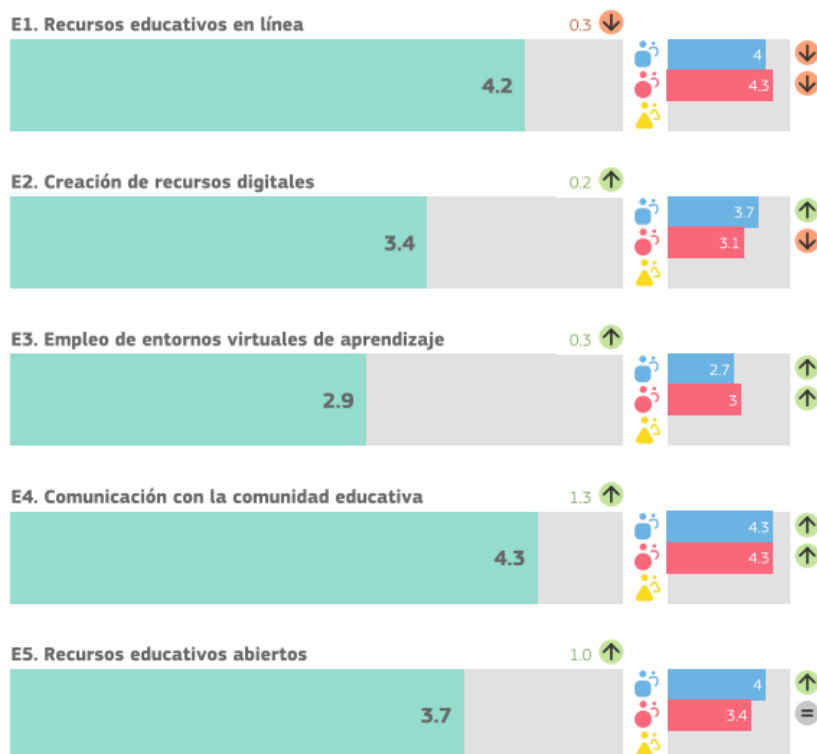 E1. Recursos educativos en línea 0.3
4
4.2 4.3
E2. Creación de recursos digitales 0.2
3.7
3.4 3.1
E3. Empleo de entornos virtuales de aprendizaje 0.3
2.7
2.9 3
E4. Comunicación con la comunidad educativa 1.3
4.3
4.3 4.3
E5. Recursos educativos abiertos 1.0
4
3.7 3.4